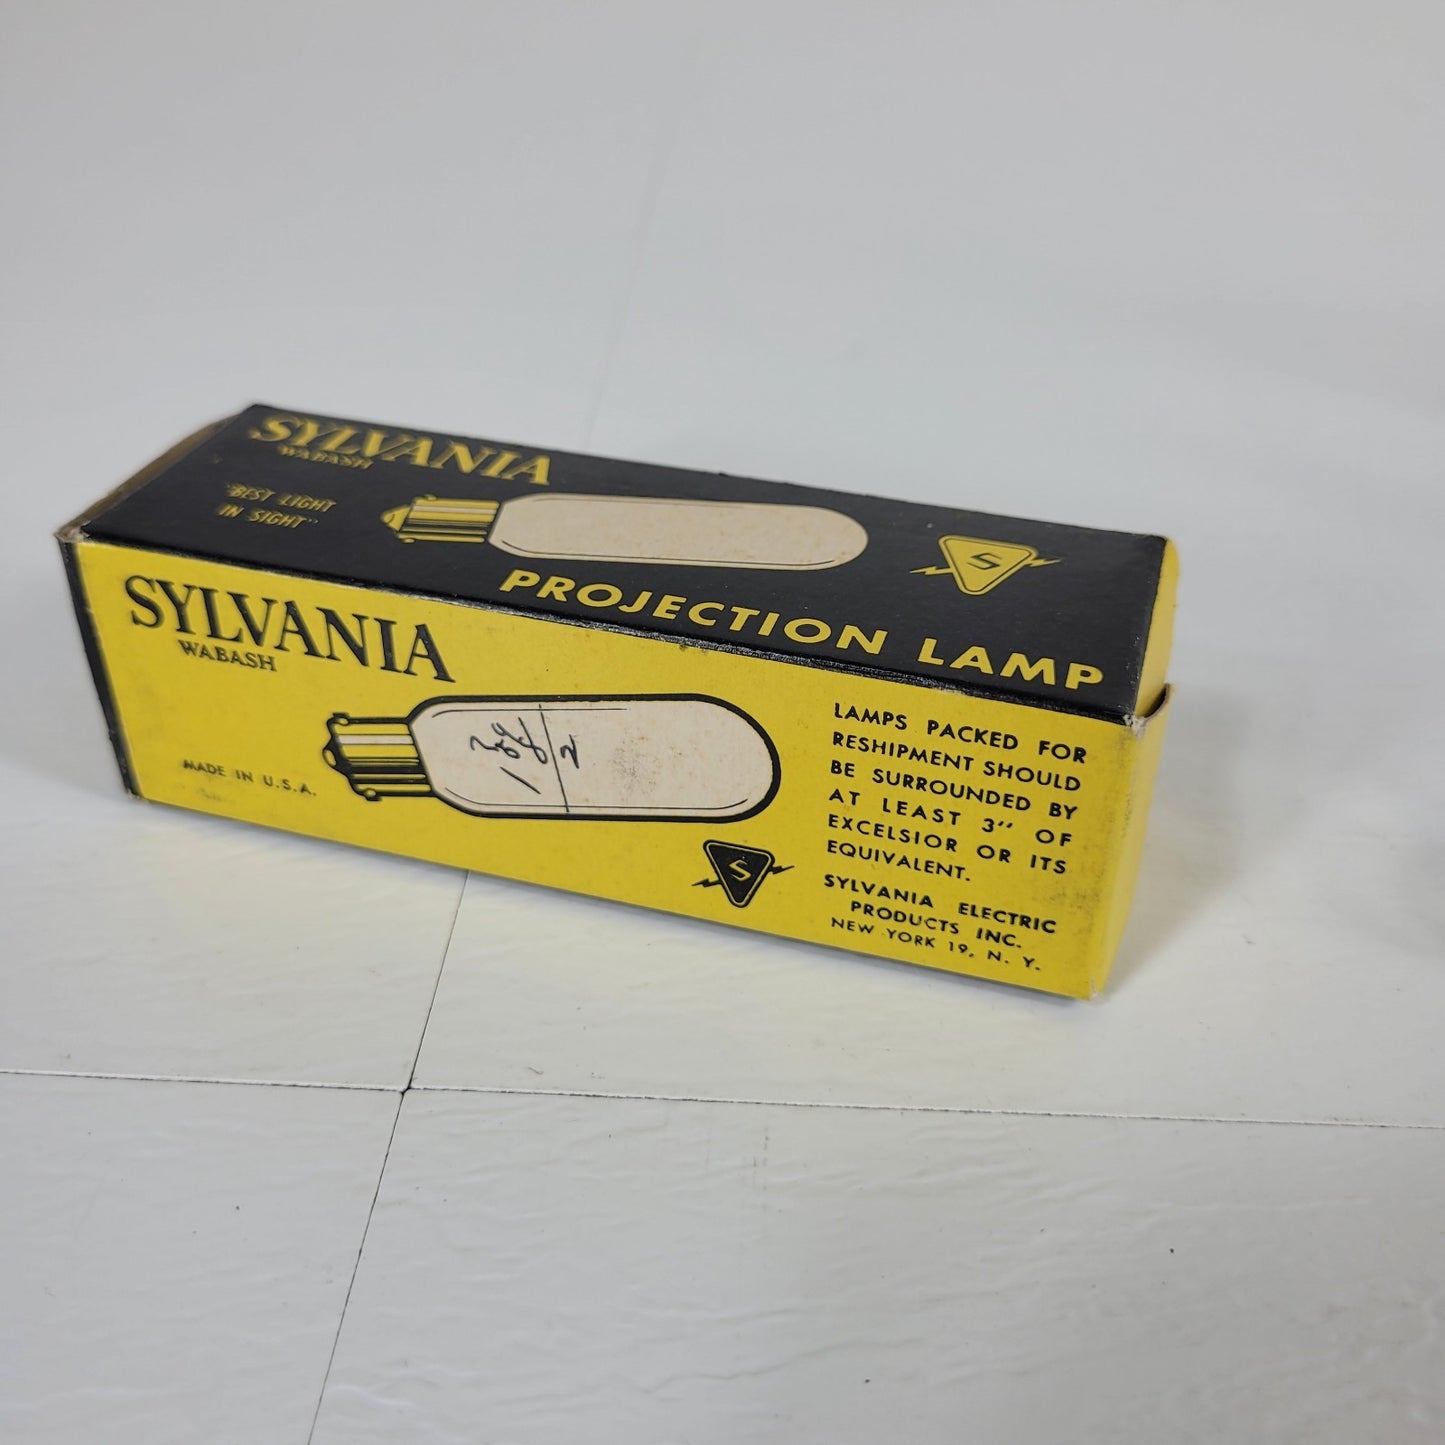 SYLVANIA
WABASH
"BEST LIGHT
IN SIGHT"
S
PROJECTION LAMP
SYLVANIA
WABASH
MADE IN U.S.A.
2
S
LAMPS PACKED FOR
RESHIPMENT SHOULD
BE SURROUNDED BY
AT LEAST 3" OF
EXCELSIOR OR ITS
EQUIVALENT.
SYLVANIA ELECTRIC
PRODUCTS INC.
NEW YORK 19, N. Y.